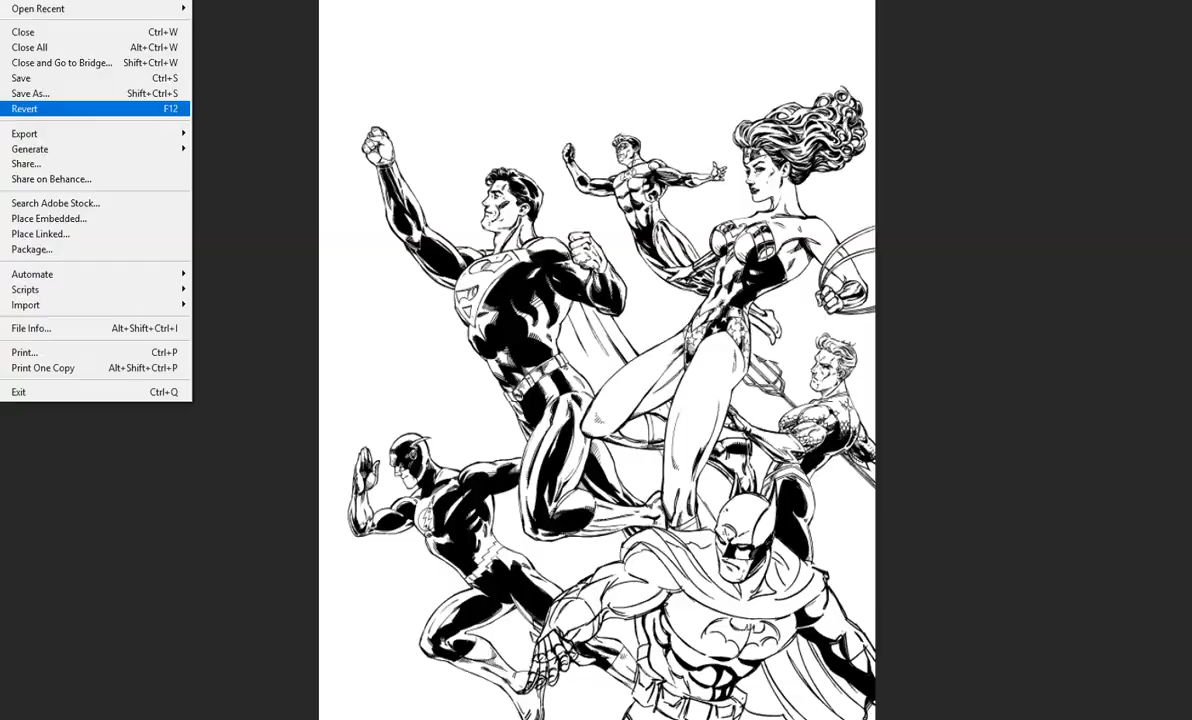 Open Recent
Close Ctrl+W
Close All Alt+Ctrl+W
Close and Go to Bridge... Shift+Ctrl+W
Save Ctrl+S
Save As... Shift+Ctrl+S
Revert F12
Export
Generate
Share...
Share on Behance...
Search Adobe Stock...
Place Embedded...
Place Linked...
Package...
Automate
Scripts
Import
File Info... Alt+Shift+Ctrl+I
Print... Ctrl+P
Print One Copy Alt+Shift+Ctrl+P
Exit Ctrl+Q